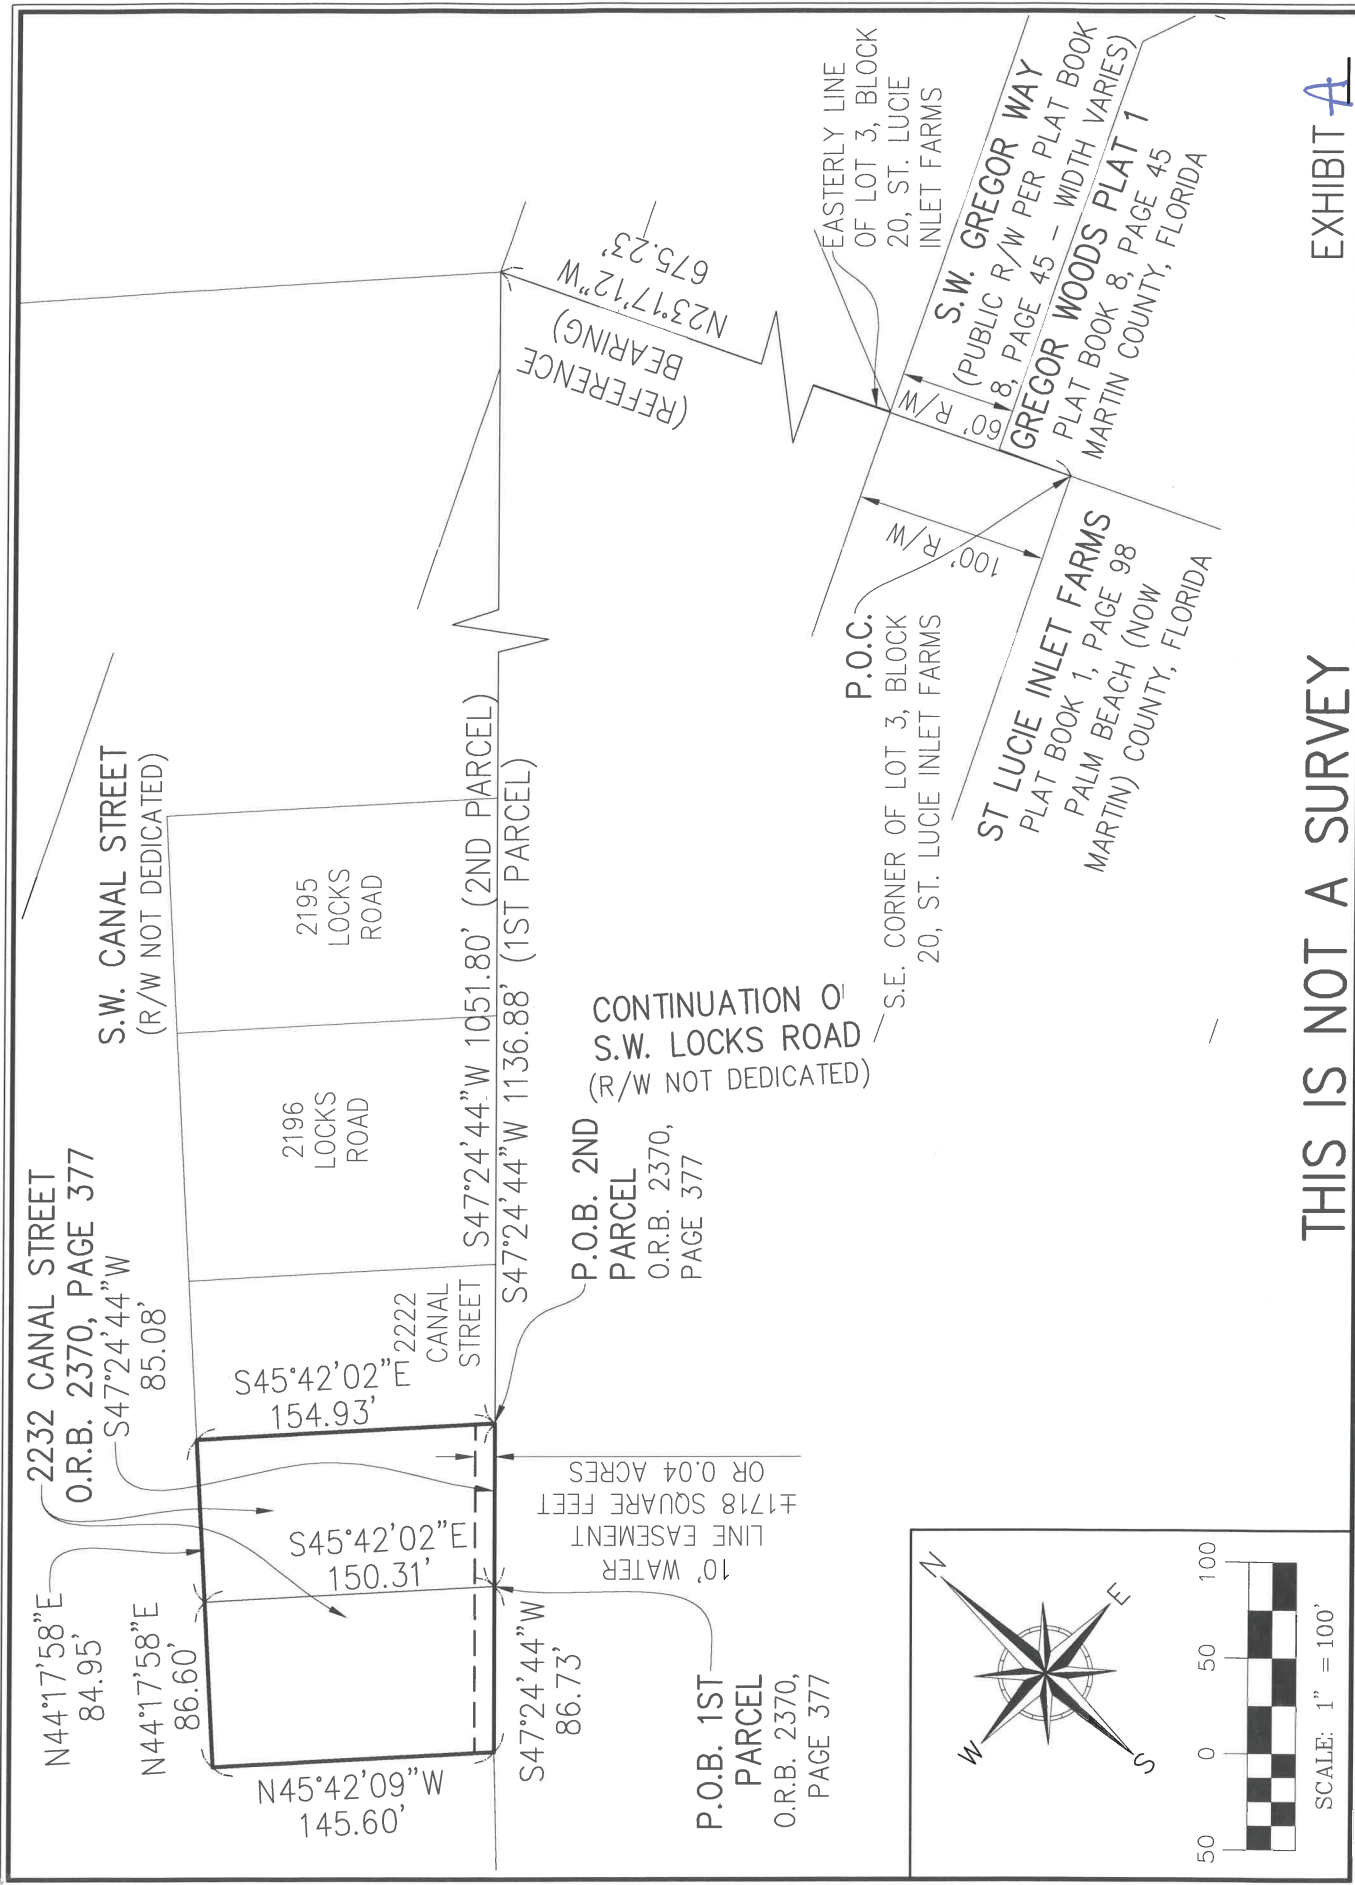 2232 CANAL STREET
O.R.B. 2370, PAGE 377
S47°24'44"W
85.08'
N44°17'58"E
84.95'
N44°17'58"E
86.60'
S45°42'02"E
154.93'
S45°42'02"E
150.31'
N45°42'09"W
145.60'
S47°24'44"W
86.73'
S.W. CANAL STREET
(R/W NOT DEDICATED)
2195
LOCKS
ROAD
2196
LOCKS
ROAD
2222
CANAL
STREET
S47°24'44"W 1051.80' (2ND PARCEL)
S47°24'44"W 1136.88' (1ST PARCEL)
P.O.B. 2ND
PARCEL
O.R.B. 2370,
PAGE 377
10' WATER
LINE EASEMENT
±1718 SQUARE FEET
OR 0.04 ACRES
P.O.B. 1ST
PARCEL
O.R.B. 2370,
PAGE 377
CONTINUATION
S.W. LOCKS ROAD
(R/W NOT DEDICATED)
(REFERENCE
BEARING)
N23°17'12"W
675.23'
EASTERLY LINE
OF LOT 3, BLOCK
20, ST. LUCIE
INLET FARMS
S.W. GREGOR WAY
(PUBLIC R/W PER PLAT BOOK
8, PAGE 45 - WIDTH VARIES)
GREGOR WOODS PLAT 1
PLAT BOOK 8, PAGE 45
MARTIN COUNTY, FLORIDA
60' R/W
100' R/W
P.O.C.
S.E. CORNER OF LOT 3, BLOCK
20, ST. LUCIE INLET FARMS
ST LUCIE INLET FARMS
PLAT BOOK 1, PAGE 98
PALM BEACH (NOW
MARTIN) COUNTY, FLORIDA
N
E
S
W
50 0 50 100
SCALE: 1" = 100'
THIS IS NOT A SURVEY
EXHIBIT A